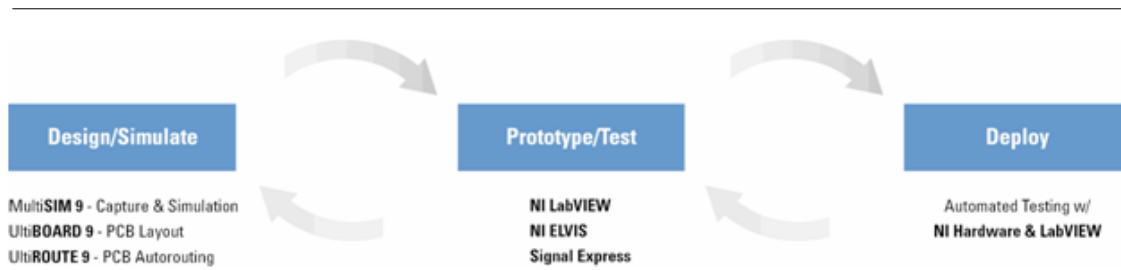 Design/Simulate
MultiSIM 9 - Capture & Simulation
UltiBOARD 9 - PCB Layout
UltiROUTE 9 - PCB Autorouting
Prototype/Test
NI LabVIEW
NI ELVIS
Signal Express
Deploy
Automated Testing w/
NI Hardware & LabVIEW